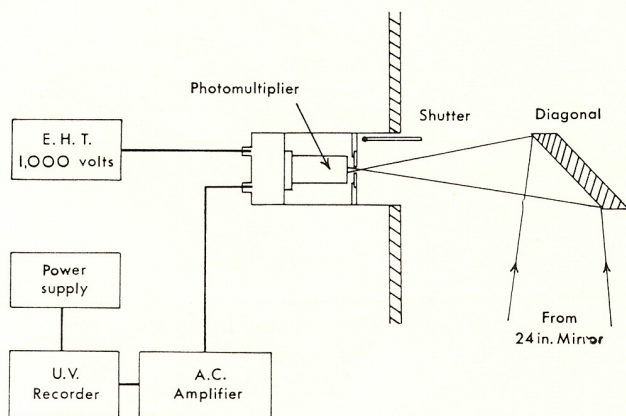 Photomultiplier
Shutter
Diagonal
E. H. T.
1,000 volts
Power
supply
From
24 in. Mirror
U.V.
Recorder
A.C.
Amplifier